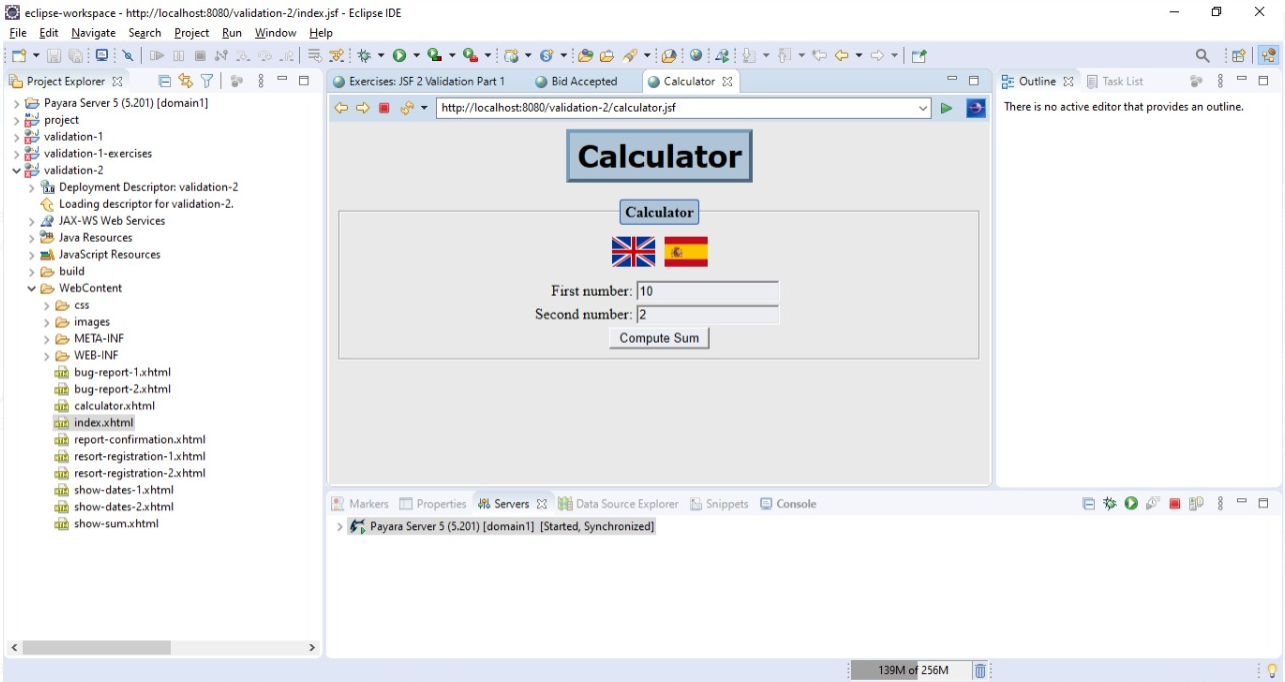 eclipse-workspace - http://localhost:8080/validation-2/index.jsf - Eclipse IDE
File Edit Navigate Search Project Run Window Help
Project Explorer
Payara Server 5 (5.201) [domain1]
project
validation-1
validation-1-exercises
validation-2
Deployment Descriptor: validation-2
Loading descriptor for validation-2.
JAX-WS Web Services
Java Resources
JavaScript Resources
build
WebContent
css
images
META-INF
WEB-INF
bug-report-1.xhtml
bug-report-2.xhtml
calculator.xhtml
index.xhtml
report-confirmation.xhtml
resort-registration-1.xhtml
resort-registration-2.xhtml
show-dates-1.xhtml
show-dates-2.xhtml
show-sum.xhtml
Exercises: JSF 2 Validation Part 1 Bid Accepted Calculator
http://localhost:8080/validation-2/calculator.jsf
Calculator
Calculator
First number: 10
Second number: 2
Compute Sum
Outline Task List
There is no active editor that provides an outline.
Markers Properties Servers Data Source Explorer Snippets Console
Payara Server 5 (5.201) [domain1] [Started, Synchronized]
139M of 256M